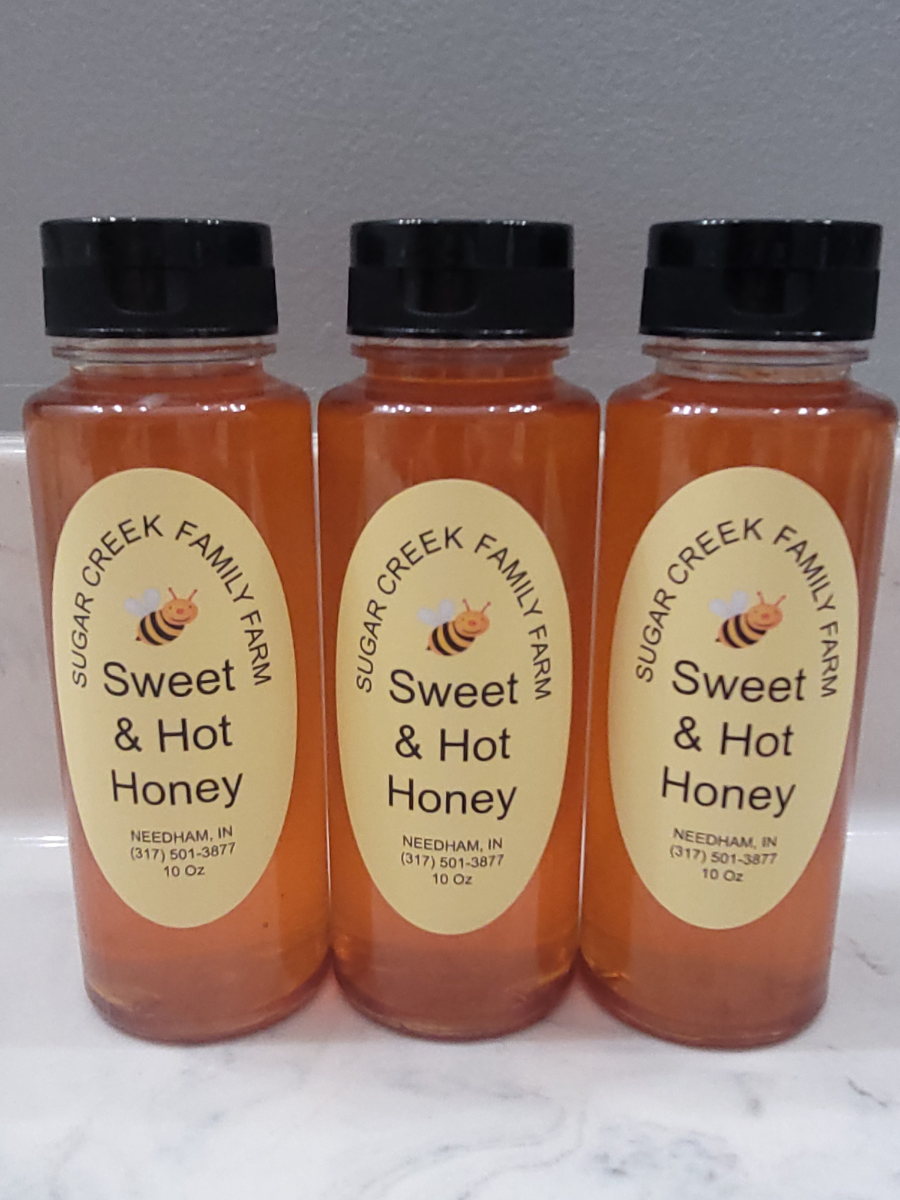 SUGAR CREEK FAMILY FARM
Sweet
& Hot
Honey
NEEDHAM, IN
(317) 501-3877
10 Oz
SUGAR CREEK FAMILY FARM
Sweet
& Hot
Honey
NEEDHAM, IN
(317) 501-3877
10 Oz
SUGAR CREEK FAMILY FARM
Sweet
& Hot
Honey
NEEDHAM, IN
(317) 501-3877
10 Oz